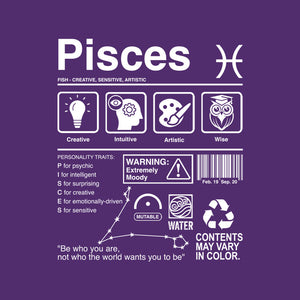 Pisces
FISH - CREATIVE, SENSITIVE, ARTISTIC
Creative
Intuitive
Artistic
Wise
PERSONALITY TRAITS:
P for psychic
I for intelligent
S for surprising
C for creative
E for emotionally-driven
S for sensitive
WARNING:
Extremely
Moody
Feb. 19 Sep. 20
MUTABLE
WATER
CONTENTS
MAY VARY
IN COLOR.
"Be who you are,
not who the world wants you to be"